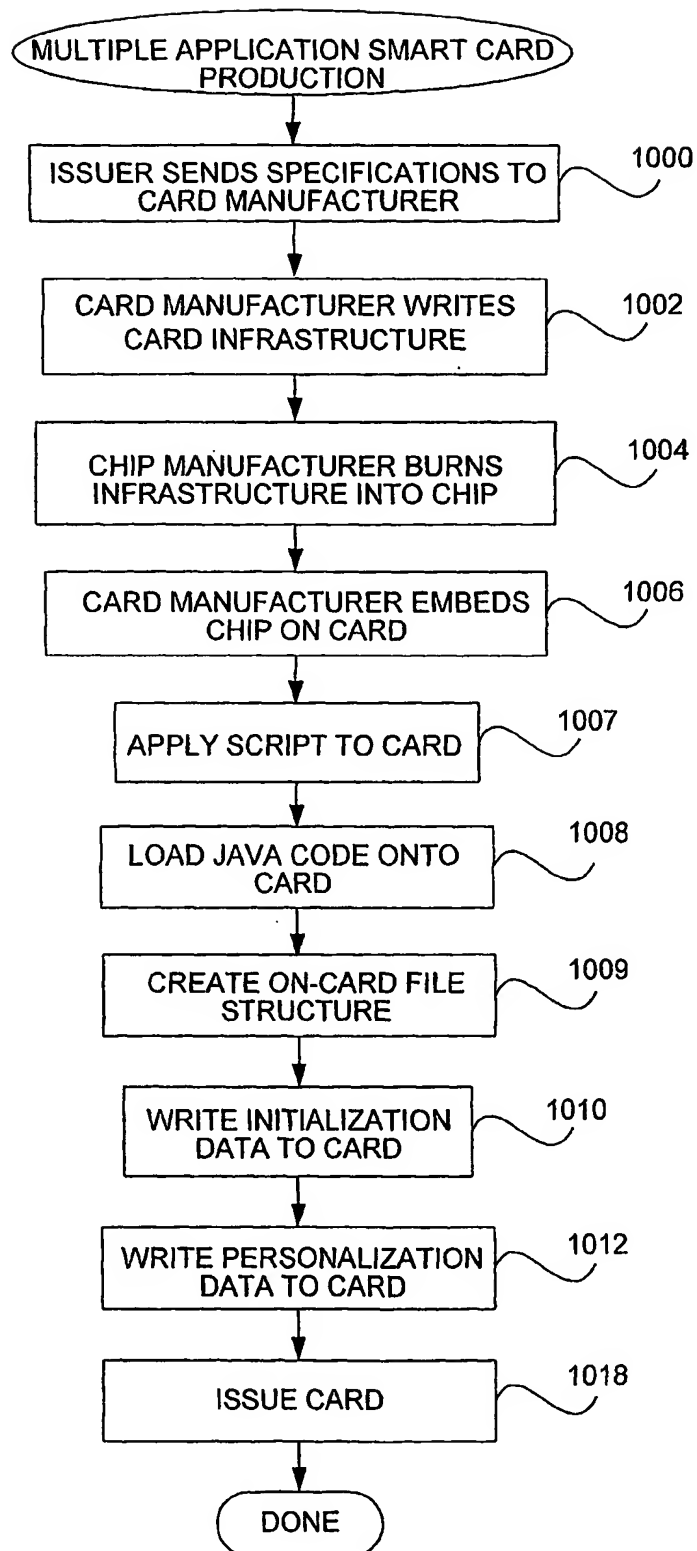 MULTIPLE APPLICATION SMART CARD
PRODUCTION
ISSUER SENDS SPECIFICATIONS TO
CARD MANUFACTURER
1000
CARD MANUFACTURER WRITES
CARD INFRASTRUCTURE
1002
CHIP MANUFACTURER BURNS
INFRASTRUCTURE INTO CHIP
1004
CARD MANUFACTURER EMBEDS
CHIP ON CARD
1006
APPLY SCRIPT TO CARD
1007
LOAD JAVA CODE ONTO
CARD
1008
CREATE ON-CARD FILE
STRUCTURE
1009
WRITE INITIALIZATION
DATA TO CARD
1010
WRITE PERSONALIZATION
DATA TO CARD
1012
ISSUE CARD
1018
DONE